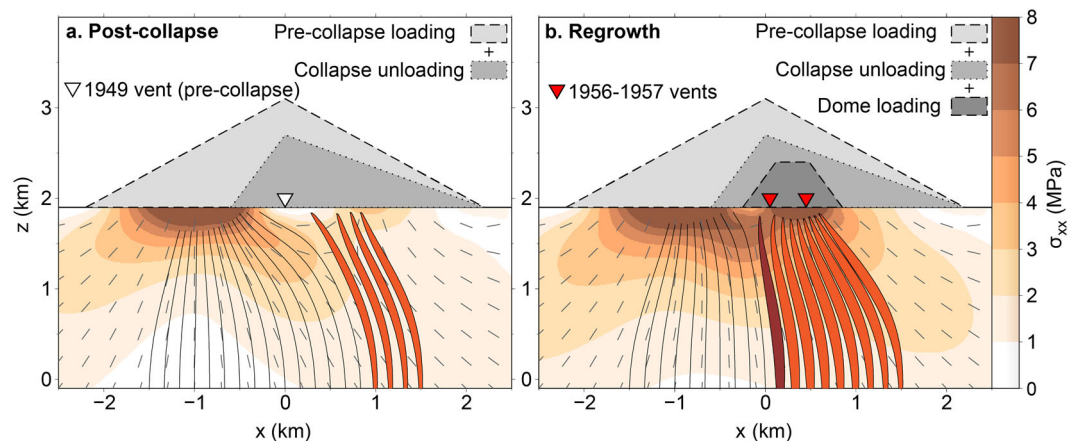 a. Post-collapse
Pre-collapse loading
+
Collapse unloading
1949 vent (pre-collapse)
b. Regrowth
Pre-collapse loading
+
Collapse unloading
+
1956-1957 vents
Dome loading
z (km)
3
2
1
0
−2
−1
0
1
2
x (km)
3
2
1
0
−2
−1
0
1
2
x (km)
8
7
6
5
4
3
2
1
0
σxx (MPa)